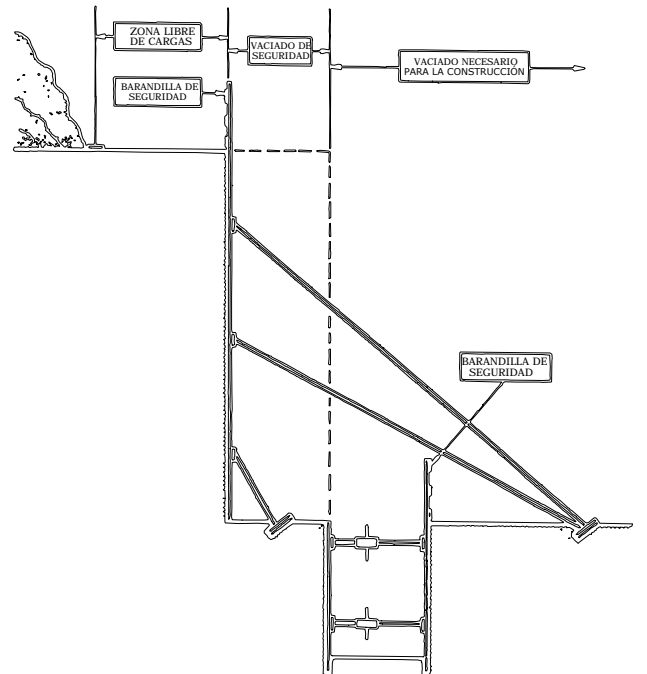 ZONA LIBRE
DE CARGAS
VACIADO DE
SEGURIDAD
VACIADO NECESARIO
PARA LA CONSTRUCCIÓN
BARANDILLA DE
SEGURIDAD
BARANDILLA DE
SEGURIDAD